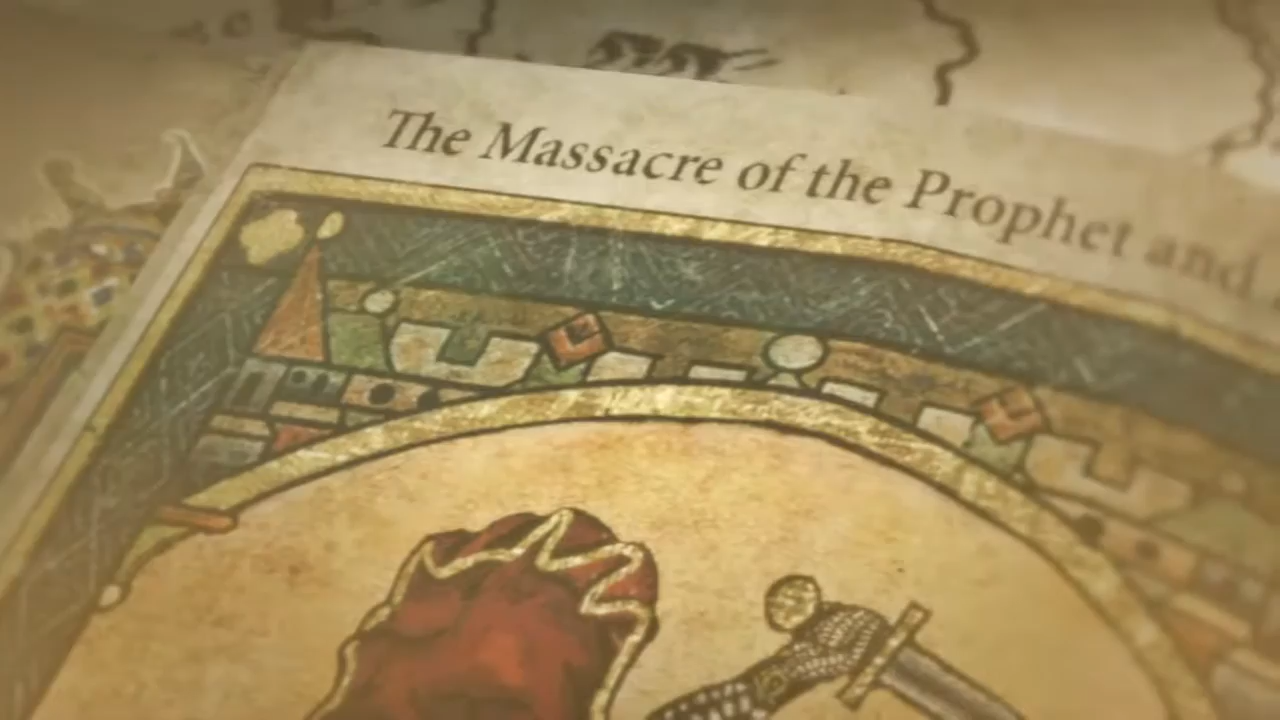 The Massacre of the Prophet and